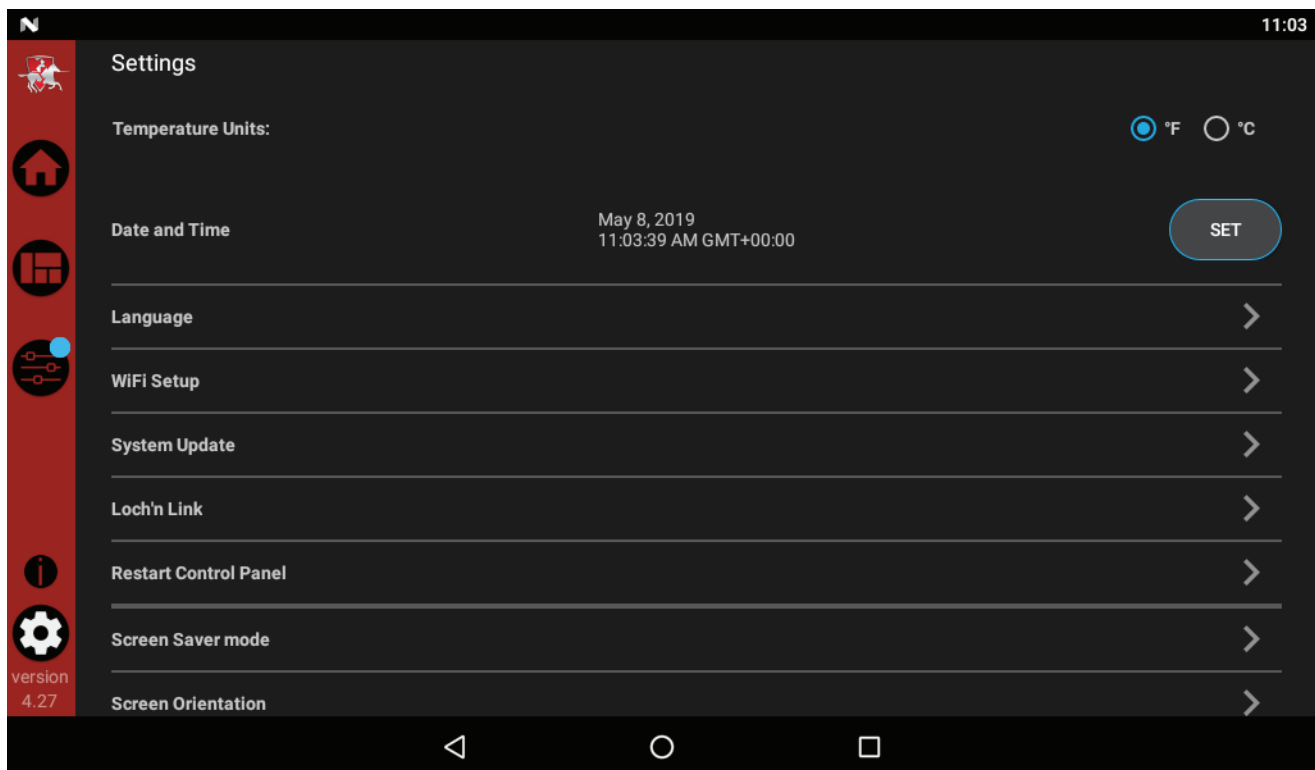 11:03
Settings
Temperature Units:
°F
°C
Date and Time
May 8, 2019
11:03:39 AM GMT+00:00
SET
Language
WiFi Setup
System Update
Loch'n Link
Restart Control Panel
Screen Saver mode
version
4.27
Screen Orientation